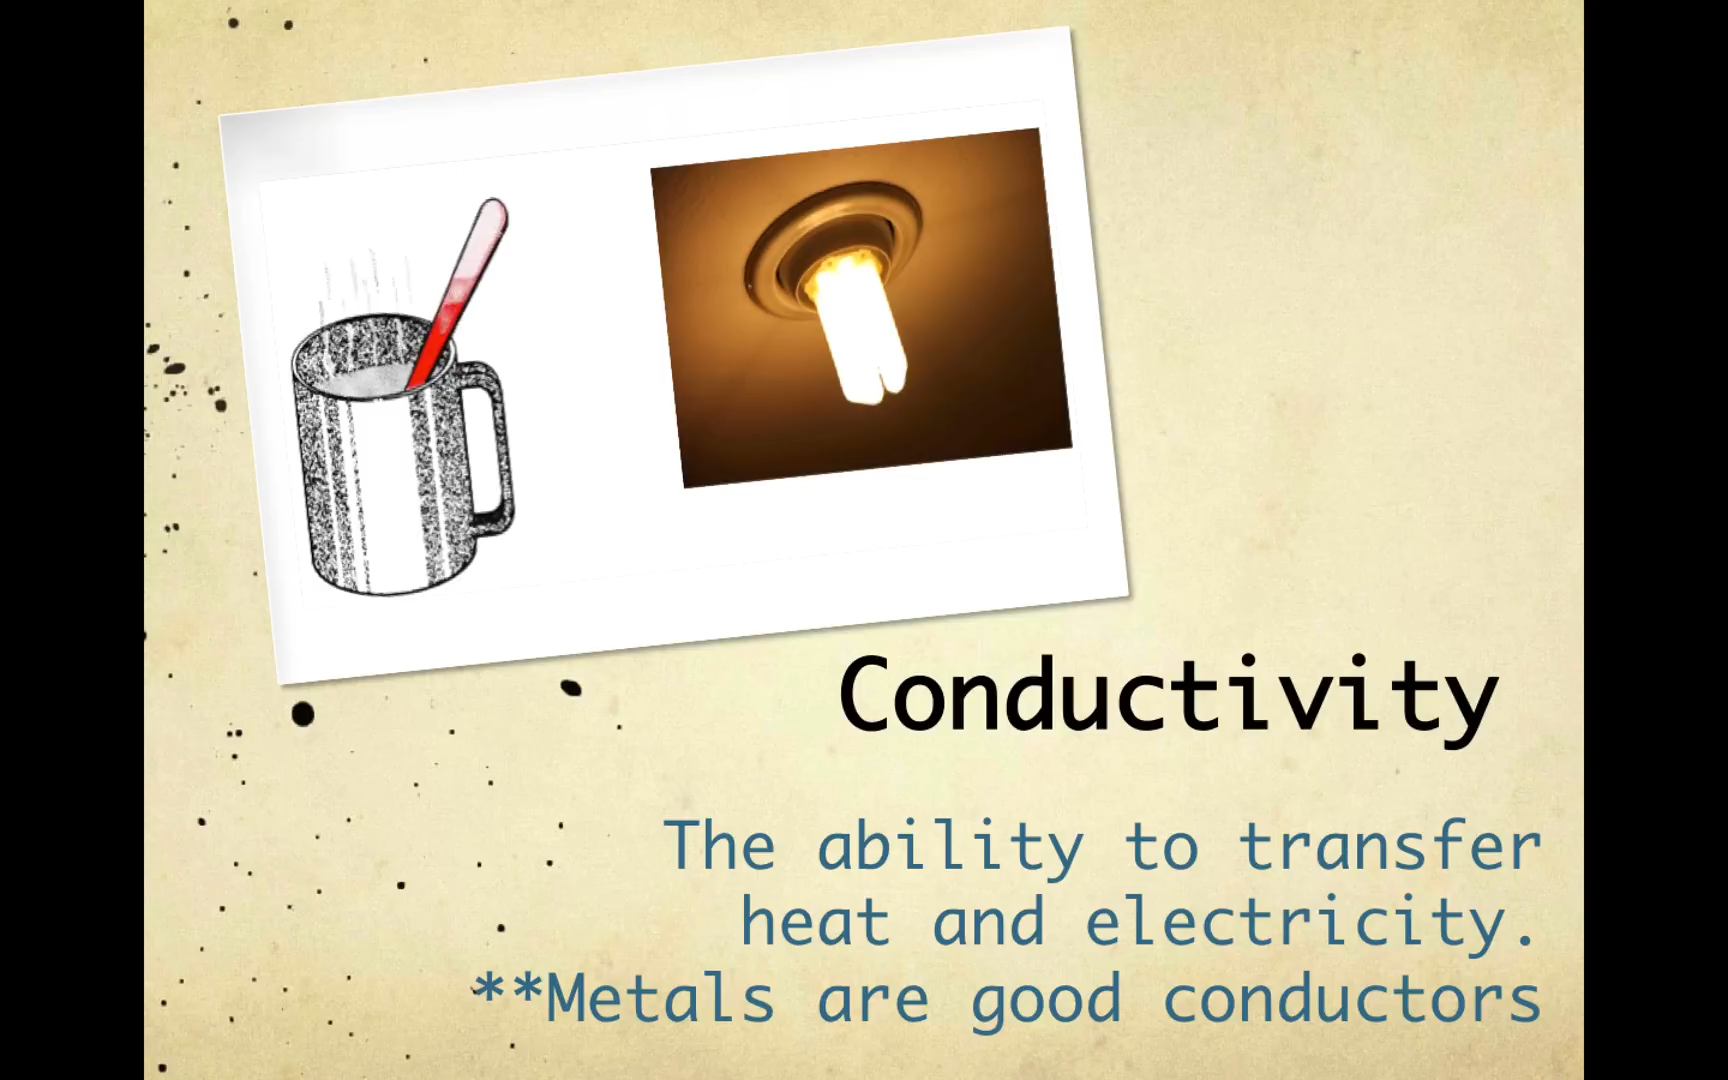 Conductivity
The ability to transfer
heat and electricity.
**Metals are good conductors